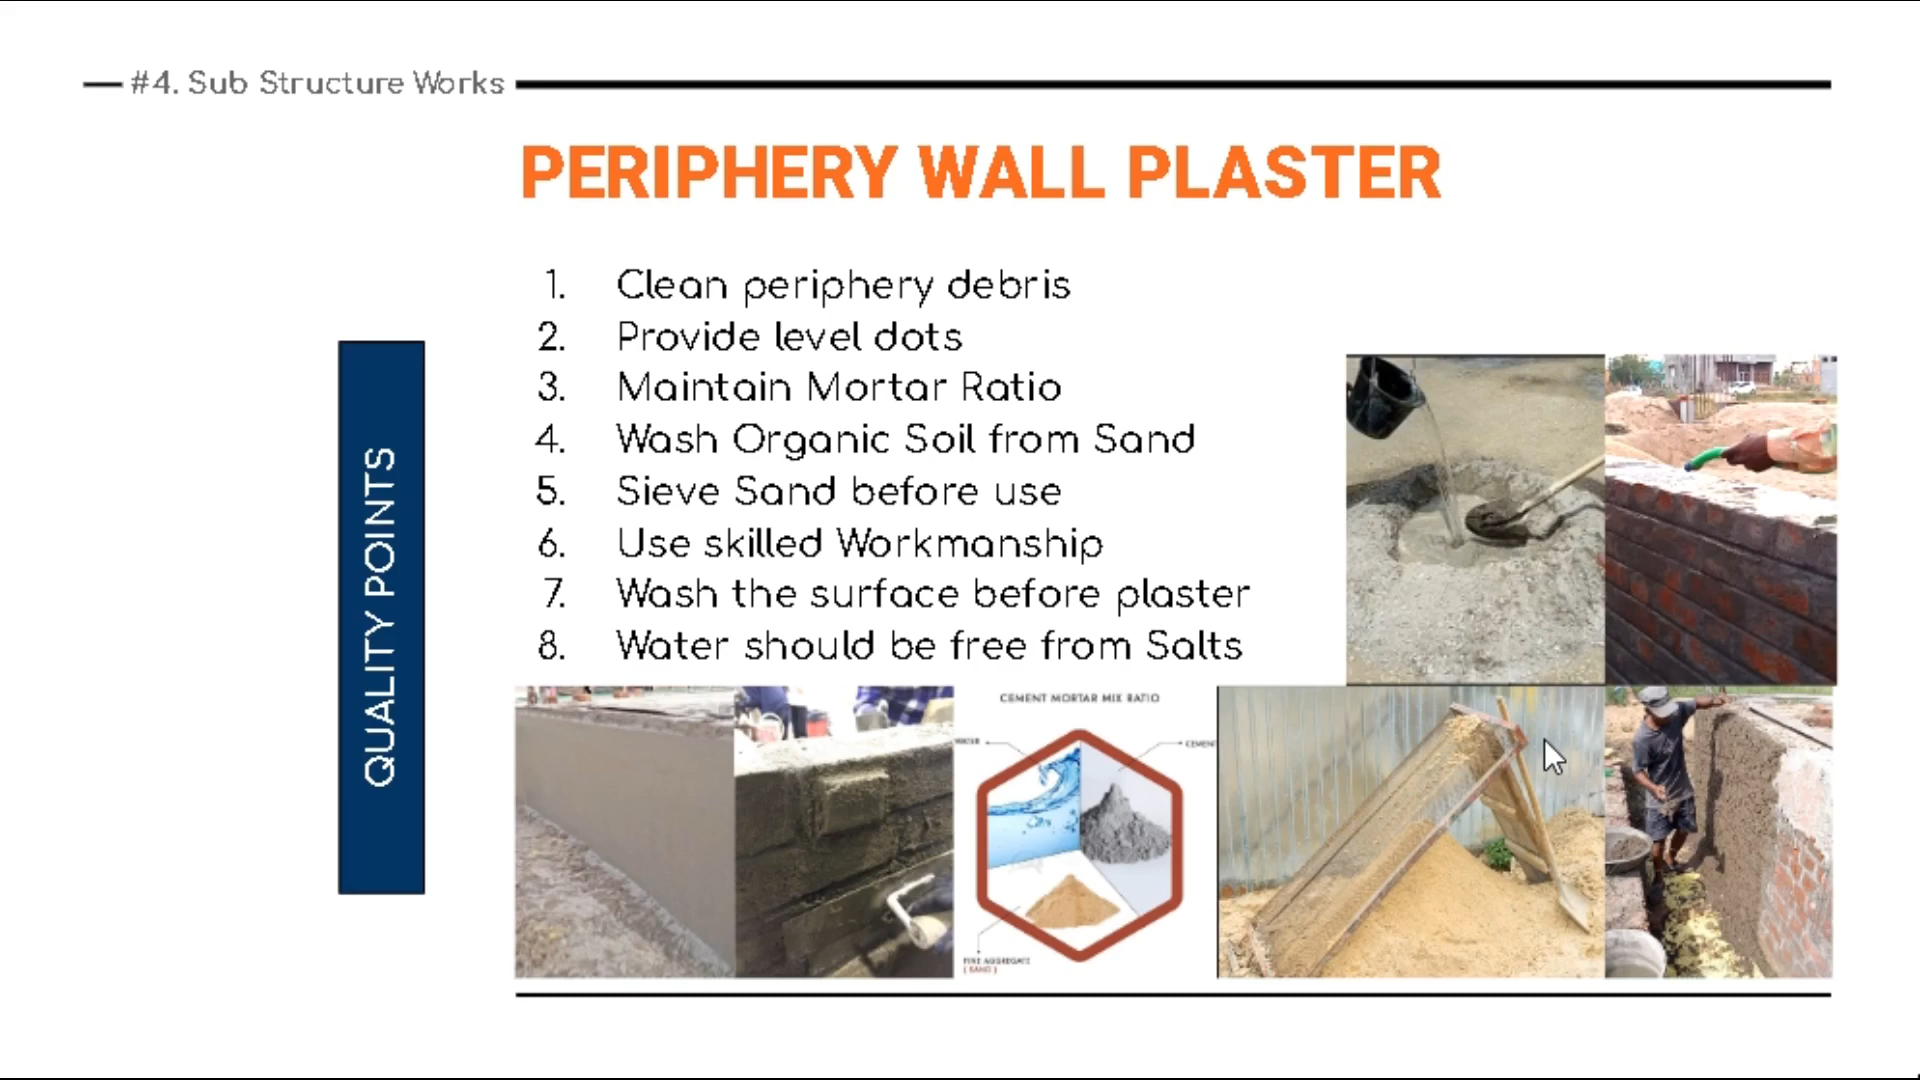 #4. Sub Structure Works
PERIPHERY WALL PLASTER
QUALITY POINTS
1. Clean periphery debris
2. Provide level dots
3. Maintain Mortar Ratio
4. Wash Organic Soil from Sand
5. Sieve Sand before use
6. Use skilled Workmanship
7. Wash the surface before plaster
8. Water should be free from Salts
CEMENT MORTAR MIX RATIO
WATER
CEMENT
FINE AGGREGATE
( SAND )